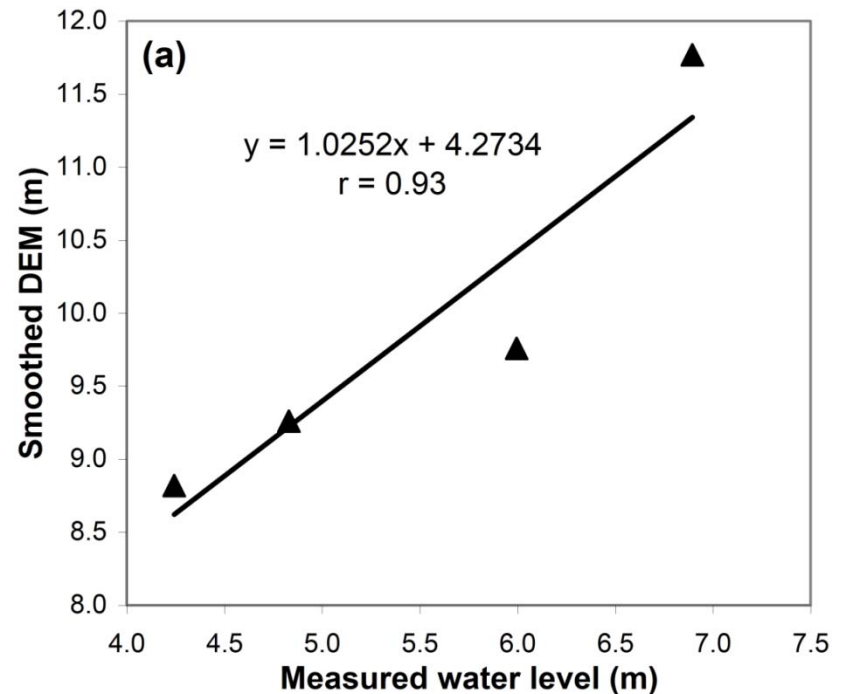 (a)
y = 1.0252x + 4.2734
r = 0.93
Smoothed DEM (m)
12.0
11.5
11.0
10.5
10.0
9.5
9.0
8.5
8.0
4.0 4.5 5.0 5.5 6.0 6.5 7.0 7.5
Measured water level (m)